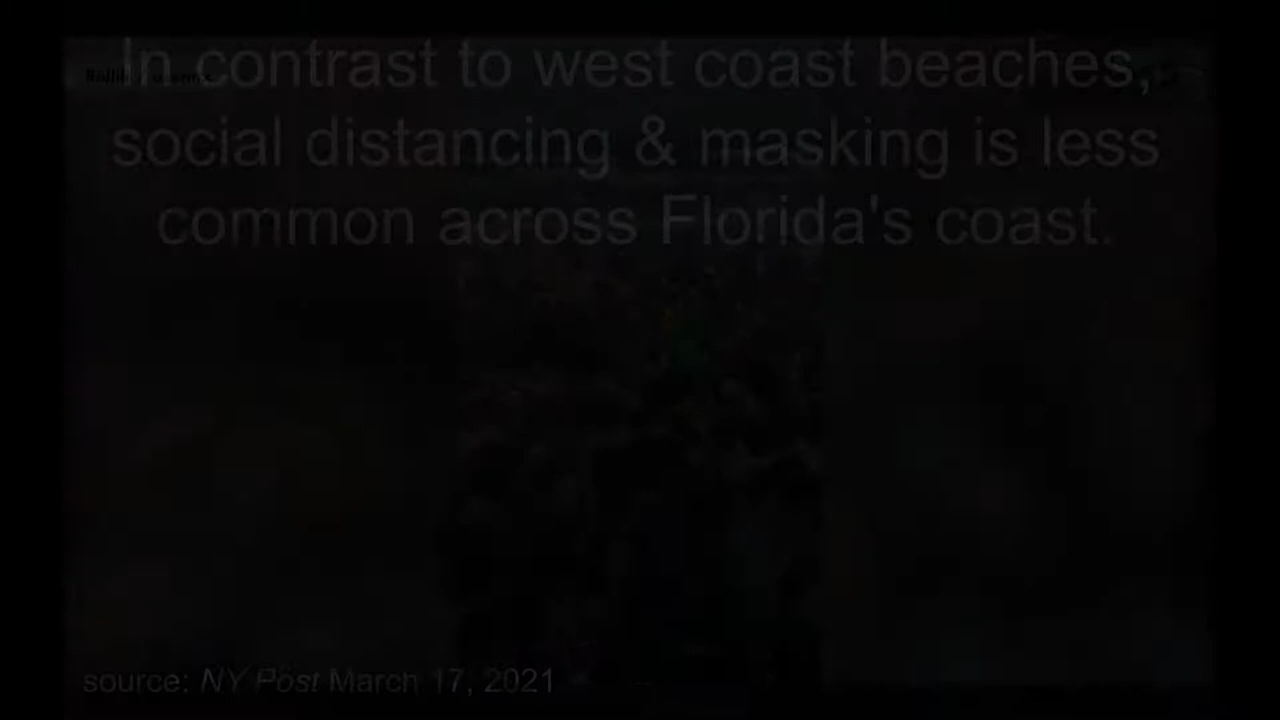 In contrast to west coast beaches,
social distancing & masking is less
common across Florida's coast.
source: NY Post March 17, 2021